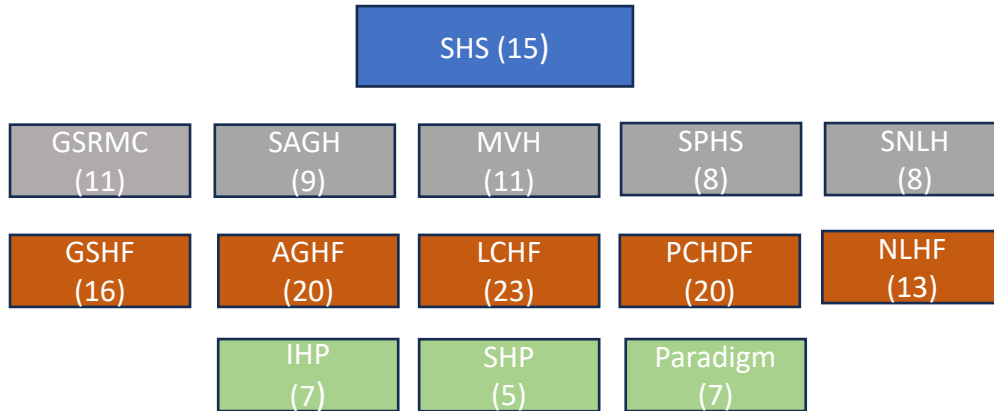 SHS (15)
GSRMC
(11)
SAGH
(9)
MVH
(11)
SPHS
(8)
SNLH
(8)
GSHF
(16)
AGHF
(20)
LCHF
(23)
PCHDF
(20)
NLHF
(13)
IHP
(7)
SHP
(5)
Paradigm
(7)